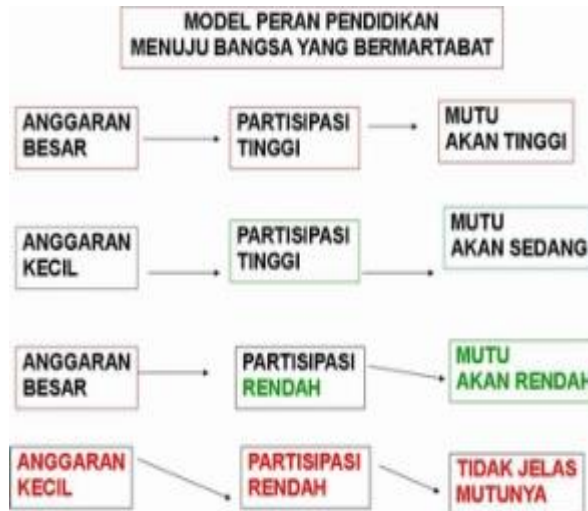 MODEL PERAN PENDIDIKAN
MENUJU BANGSA YANG BERMARTABAT
ANGGARAN
BESAR
PARTISIPASI
TINGGI
MUTU
AKAN TINGGI
ANGGARAN
KECIL
PARTISIPASI
TINGGI
MUTU
AKAN SEDANG
ANGGARAN
BESAR
PARTISIPASI
RENDAH
MUTU
AKAN RENDAH
ANGGARAN
KECIL
PARTISIPASI
RENDAH
TIDAK JELAS
MUTUNYA